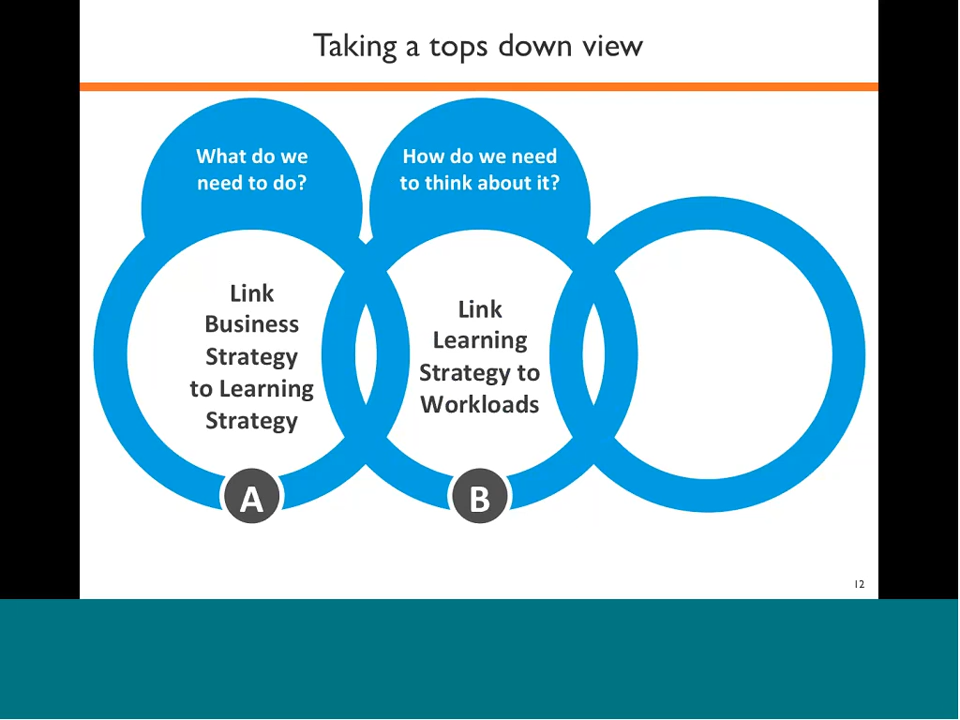 Taking a tops down view
What do we
need to do?
How do we need
to think about it?
Link
Business
Strategy
to Learning
Strategy
Link
Learning
Strategy to
Workloads
A
B
12